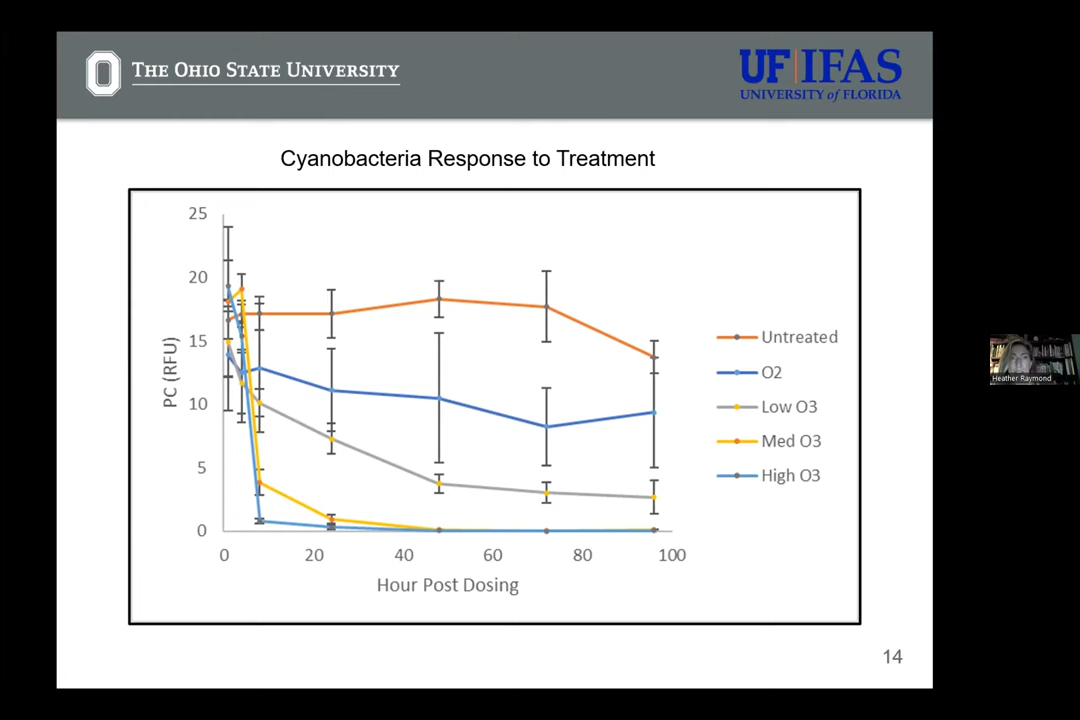 THE OHIO STATE UNIVERSITY
UF|IFAS
UNIVERSITY of FLORIDA
Cyanobacteria Response to Treatment
25
20
15
10
5
0
PC (RFU)
0 20 40 60 80 100
Hour Post Dosing
Untreated
O2
Low O3
Med O3
High O3
Heather Raymond
14